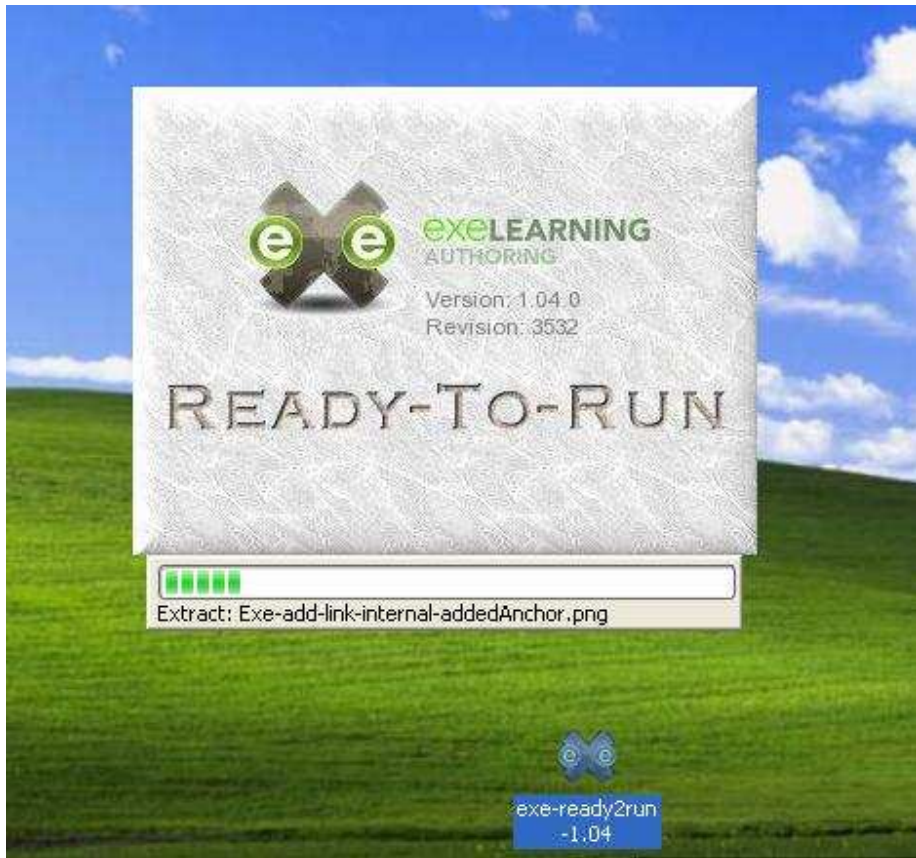 e e exeLEARNING
AUTHORING
Version: 1.04.0
Revision: 3532
READY-TO-RUN
Extract: Exe-add-link-internal-addedAnchor.png
e e
exe-ready2run
-1.04